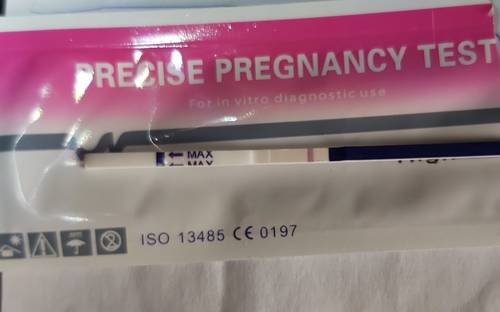 PRECISE PREGNANCY TEST
For in vitro diagnostic use
MAX
MAX
ISO 13485 CE 0197